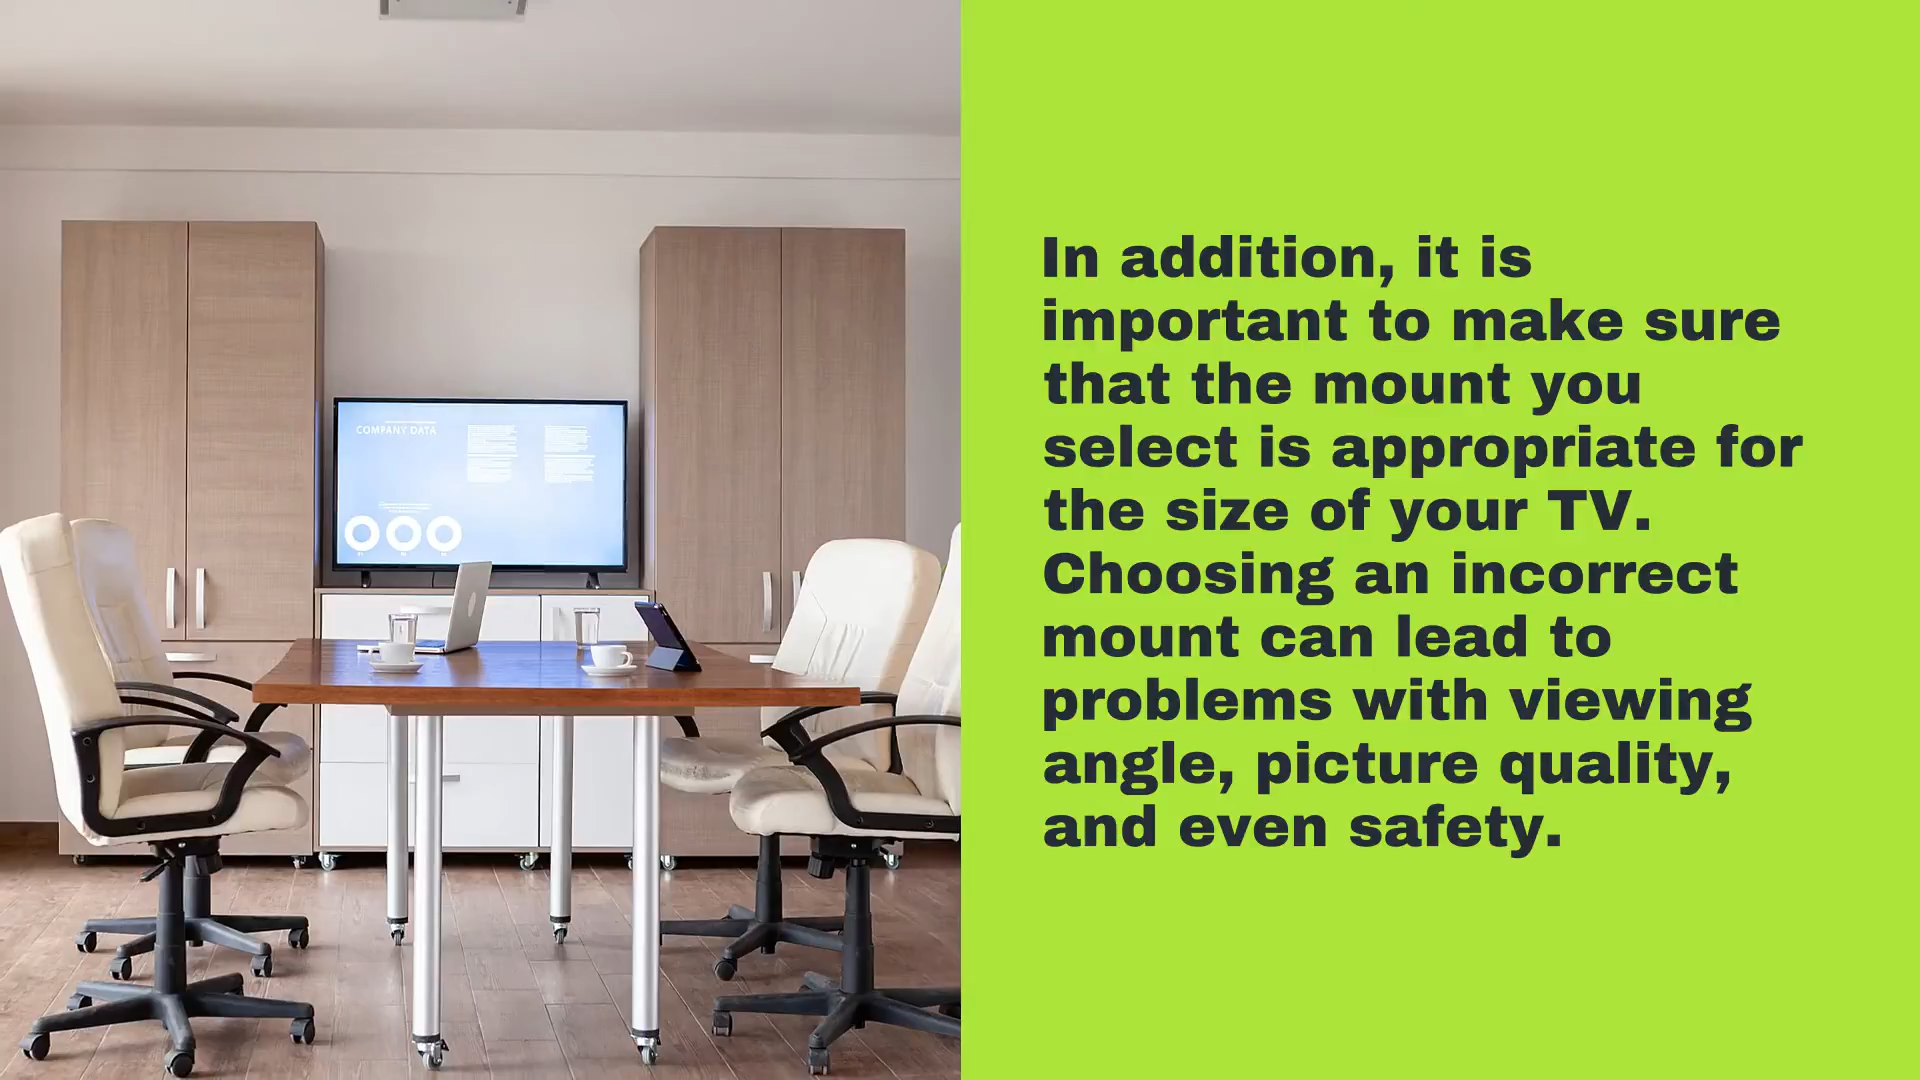 In addition, it is
important to make sure
that the mount you
select is appropriate for
the size of your TV.
Choosing an incorrect
mount can lead to
problems with viewing
angle, picture quality,
and even safety.
COMPANY DATA